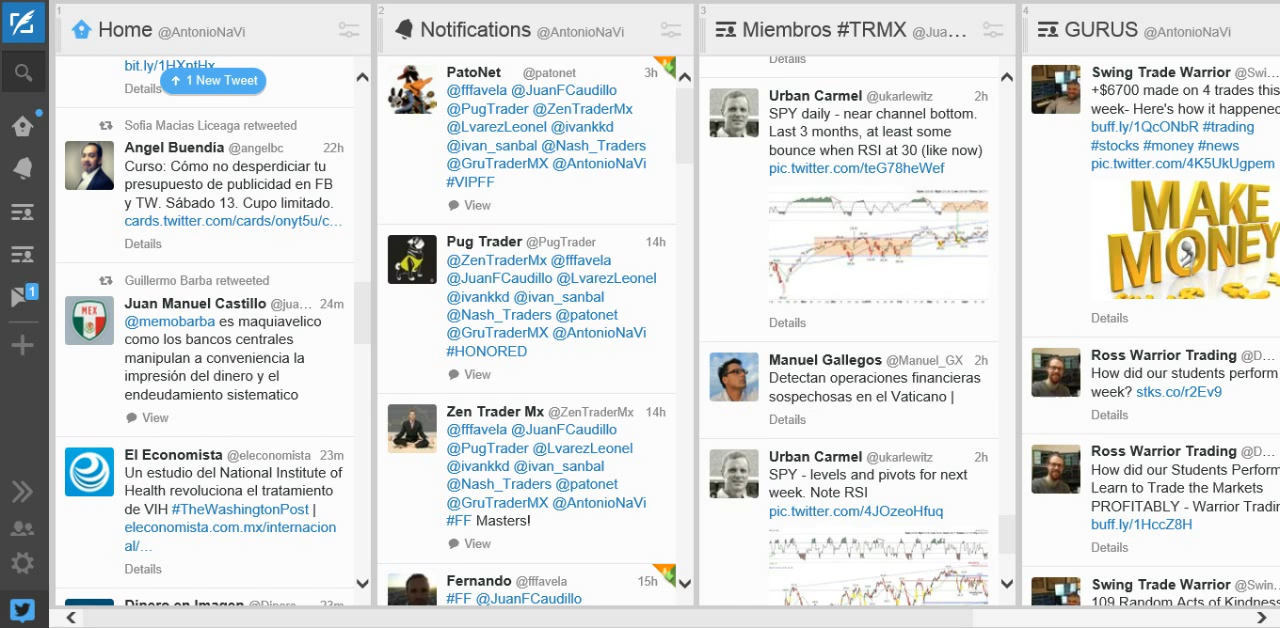 1
Home @AntonioNaVi
bit.ly/1HXntHx
1 New Tweet
Details
Sofia Macias Liceaga retweeted
Angel Buendia @angelbc 22h
Curso: Cómo no desperdiciar tu
presupuesto de publicidad en FB
y TW. Sábado 13. Cupo limitado.
cards.twitter.com/cards/onyt5u/c...
Details
Guillermo Barba retweeted
Juan Manuel Castillo @jua... 24m
@memobarba es maquiavelico
como los bancos centrales
manipulan a conveniencia la
impresión del dinero y el
endeudamiento sistematico
View
El Economista @eleconomista 23m
Un estudio del National Institute of
Health revoluciona el tratamiento
de VIH #TheWashingtonPost |
eleconomista.com.mx/internacion
al/...
Details
Dinero en Imagen @Dinero 23m
2
Notifications @AntonioNaVi
PatoNet @patonet 3h
@fffavela @JuanFCaudillo
@PugTrader @ZenTraderMx
@LvarezLeonel @ivankkd
@ivan_sanbal @Nash_Traders
@GruTraderMX @AntonioNaVi
#VIPFF
View
Pug Trader @PugTrader 14h
@ZenTraderMx @fffavela
@JuanFCaudillo @LvarezLeonel
@ivankkd @ivan_sanbal
@Nash_Traders @patonet
@GruTraderMX @AntonioNaVi
#HONORED
View
Zen Trader Mx @ZenTraderMx 14h
@fffavela @JuanFCaudillo
@PugTrader @LvarezLeonel
@ivankkd @ivan_sanbal
@Nash_Traders @patonet
@GruTraderMX @AntonioNaVi
#FF Masters!
View
Fernando @fffavela 15h
#FF @JuanFCaudillo
3
Miembros #TRMX @Jua...
Details
Urban Carmel @ukarlewitz 2h
SPY daily - near channel bottom.
Last 3 months, at least some
bounce when RSI at 30 (like now)
pic.twitter.com/teG78heWef
Details
Manuel Gallegos @Manuel_GX 2h
Detectan operaciones financieras
sospechosas en el Vaticano |
Details
Urban Carmel @ukarlewitz 2h
SPY - levels and pivots for next
week. Note RSI
pic.twitter.com/4JOzeoHfuq
4
GURUS @AntonioNaVi
Swing Trade Warrior @Swi...
+$6700 made on 4 trades this
week- Here's how it happened
buff.ly/1QcONbR #trading
#stocks #money #news
pic.twitter.com/4K5UkUgpem
MAKE
MONEY
Details
Ross Warrior Trading @D...
How did our students perform
week? stks.co/r2Ev9
Details
Ross Warrior Trading @D...
How did our Students Perform
Learn to Trade the Markets
PROFITABLY - Warrior Tradin
buff.ly/1HccZ8H
Details
Swing Trade Warrior @Swin...
109 Random Acts of Kindness
1